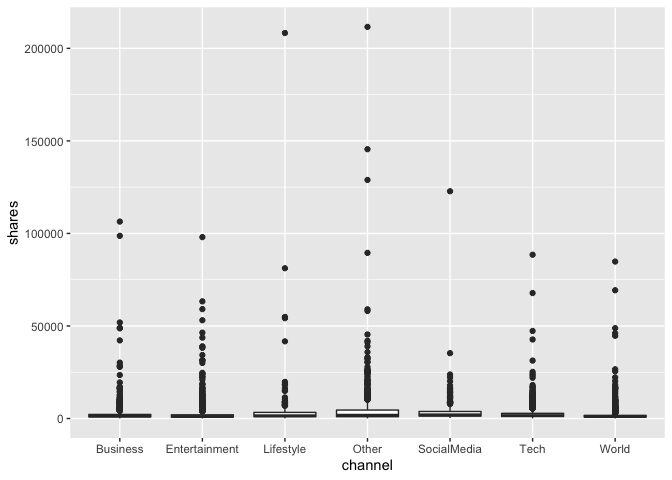 200000
150000
100000
50000
0
shares
Business Entertainment Lifestyle Other SocialMedia Tech World
channel